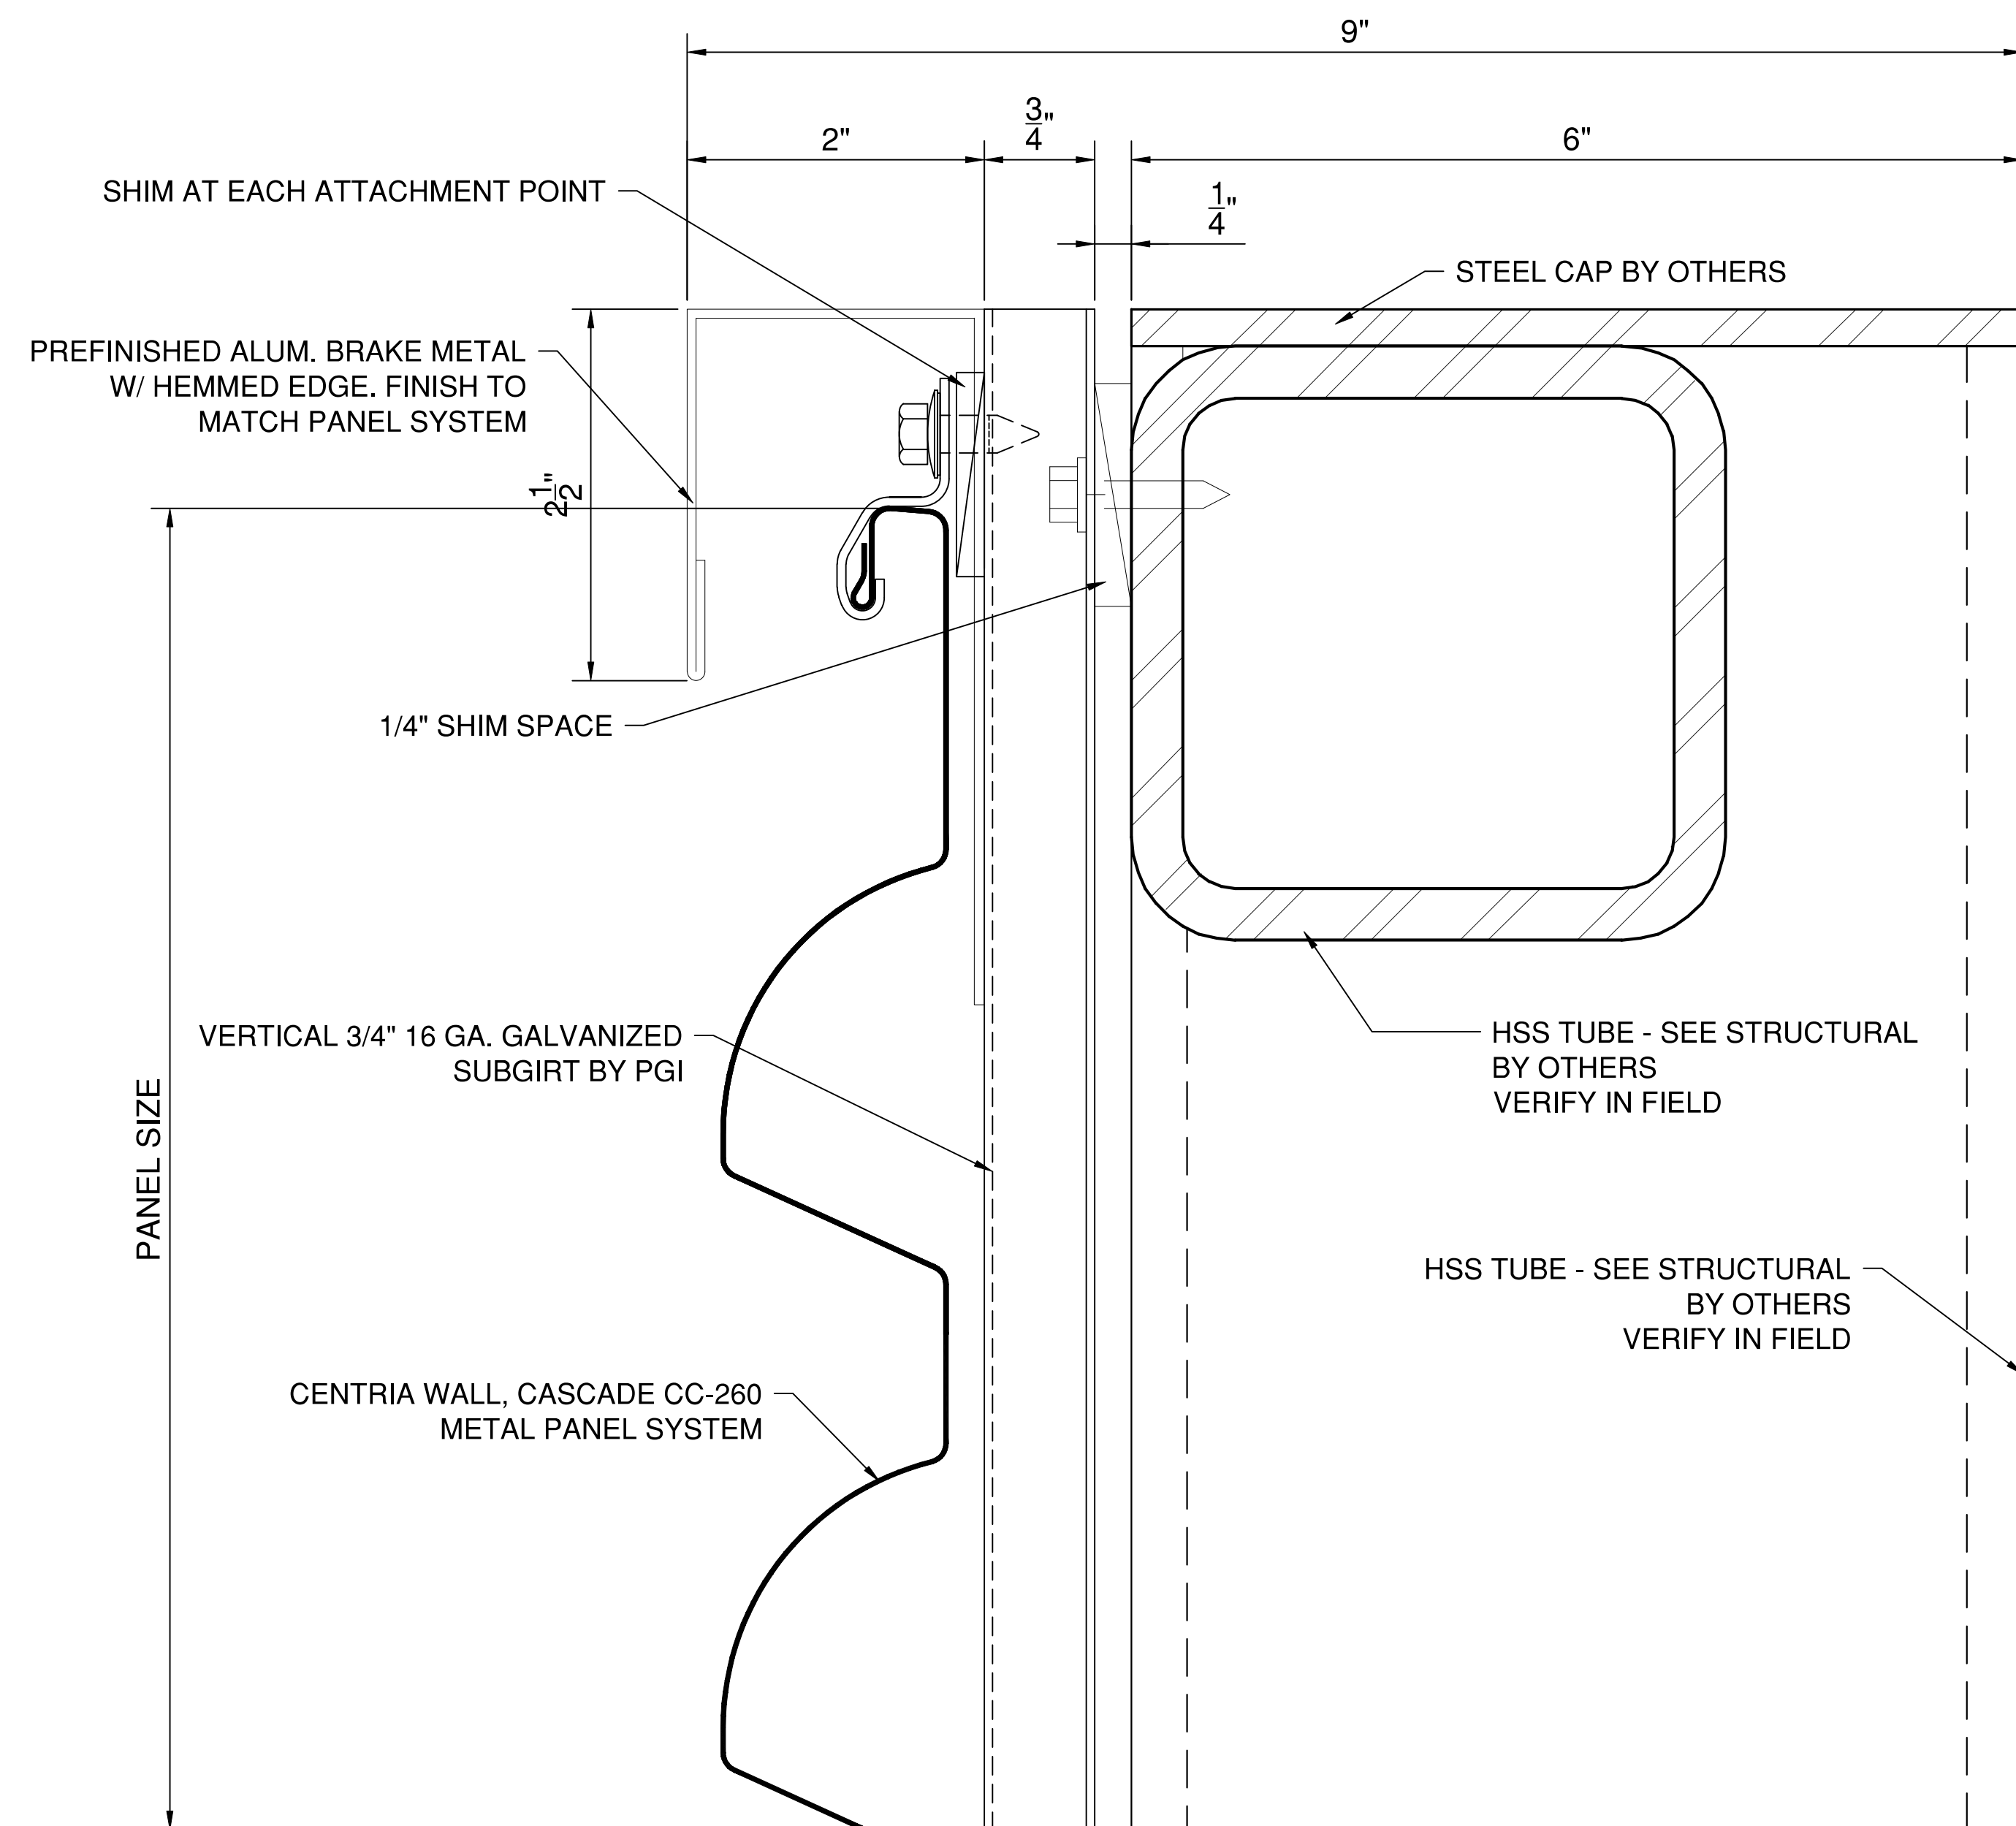 9"
2"
3/4"
6"
1/4"
SHIM AT EACH ATTACHMENT POINT
STEEL CAP BY OTHERS
PREFINISHED ALUM. BRAKE METAL
W/ HEMMED EDGE. FINISH TO
MATCH PANEL SYSTEM
2 1/2"
1/4" SHIM SPACE
VERTICAL 3/4" 16 GA. GALVANIZED
SUBGIRT BY PGI
HSS TUBE - SEE STRUCTURAL
BY OTHERS
VERIFY IN FIELD
PANEL SIZE
HSS TUBE - SEE STRUCTURAL
BY OTHERS
VERIFY IN FIELD
CENTRIA WALL, CASCADE CC-260
METAL PANEL SYSTEM